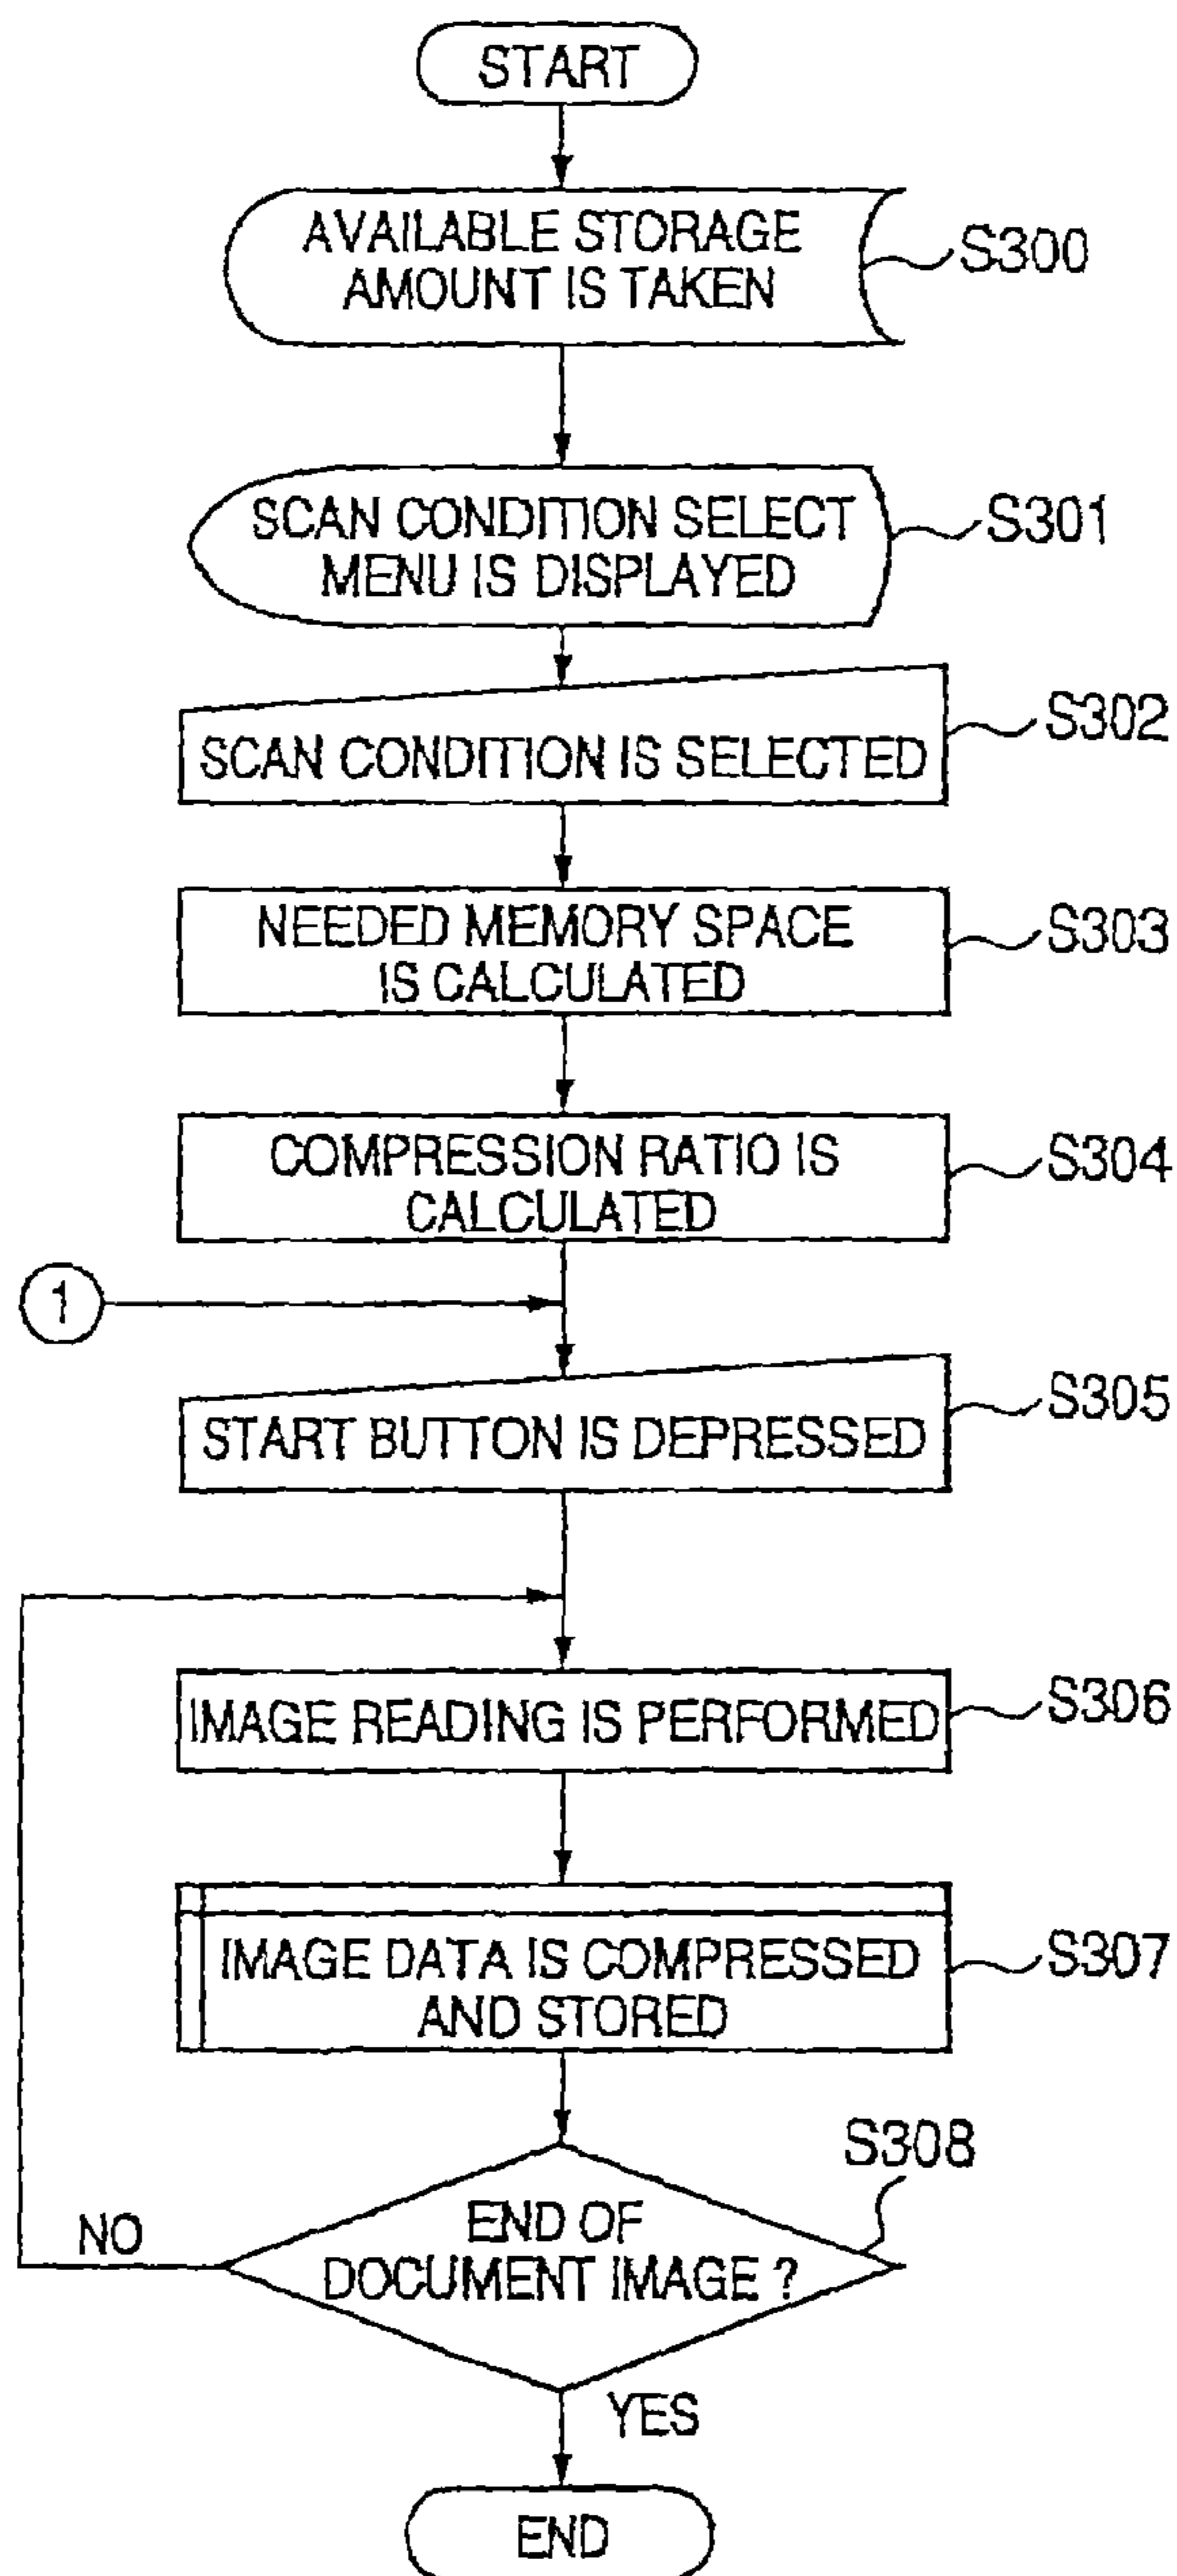 START
AVAILABLE STORAGE
AMOUNT IS TAKEN
S300
SCAN CONDITION SELECT
MENU IS DISPLAYED
S301
SCAN CONDITION IS SELECTED
S302
NEEDED MEMORY SPACE
IS CALCULATED
S303
COMPRESSION RATIO IS
CALCULATED
S304
1
START BUTTON IS DEPRESSED
S305
IMAGE READING IS PERFORMED
S306
IMAGE DATA IS COMPRESSED
AND STORED
S307
END OF
DOCUMENT IMAGE ?
S308
NO
YES
END